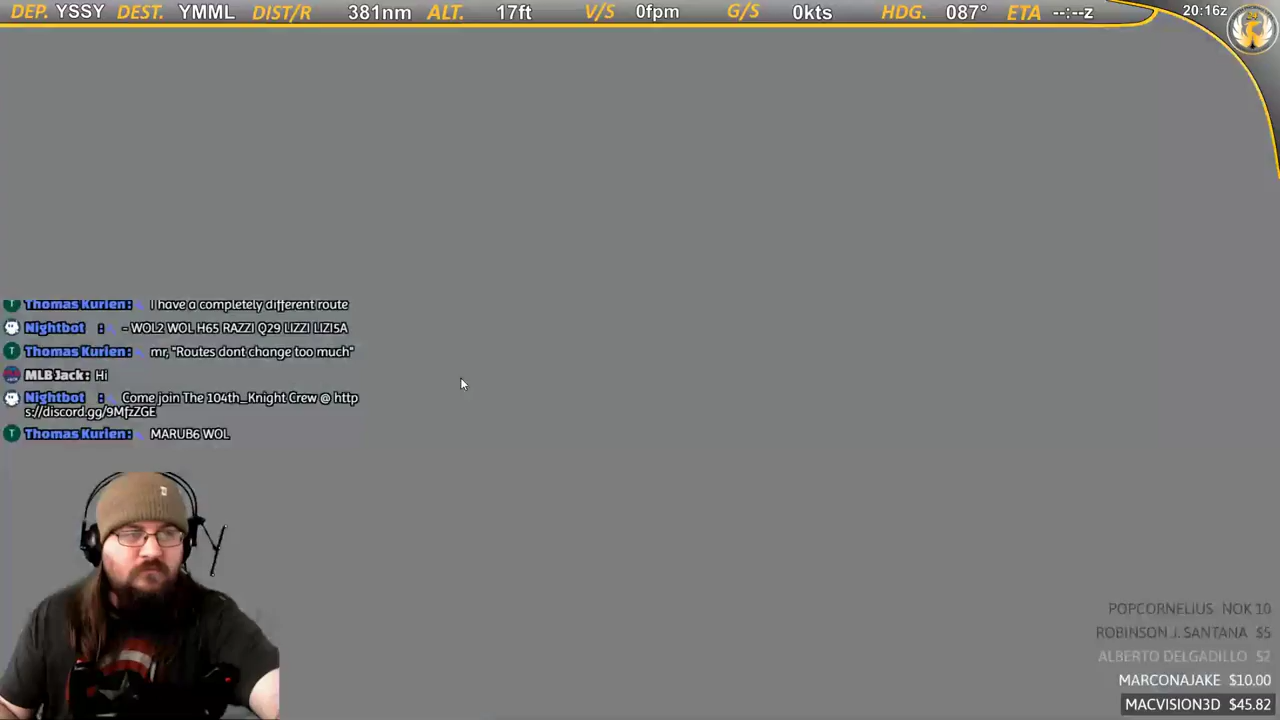 DEP. YSSY DEST. YMML DIST/R 381nm ALT. 17ft V/S 0fpm G/S 0kts HDG. 087° ETA --:--z 20:16z
Thomas Kurien: I have a completely different route
Nightbot : - WOL2 WOL H65 RAZZI Q29 LIZZI LIZI5A
Thomas Kurien: mr, "Routes dont change too much"
MLB Jack: Hi
Nightbot : Come join The 104th_Knight Crew @ http
s://discord.gg/9MfzZGE
Thomas Kurien: MARUB6 WOL
POPCORNELIUS NOK 10
ROBINSON J. SANTANA $5
ALBERTO DELGADILLO $2
MARCONAJAKE $10.00
MACVISION3D $45.82